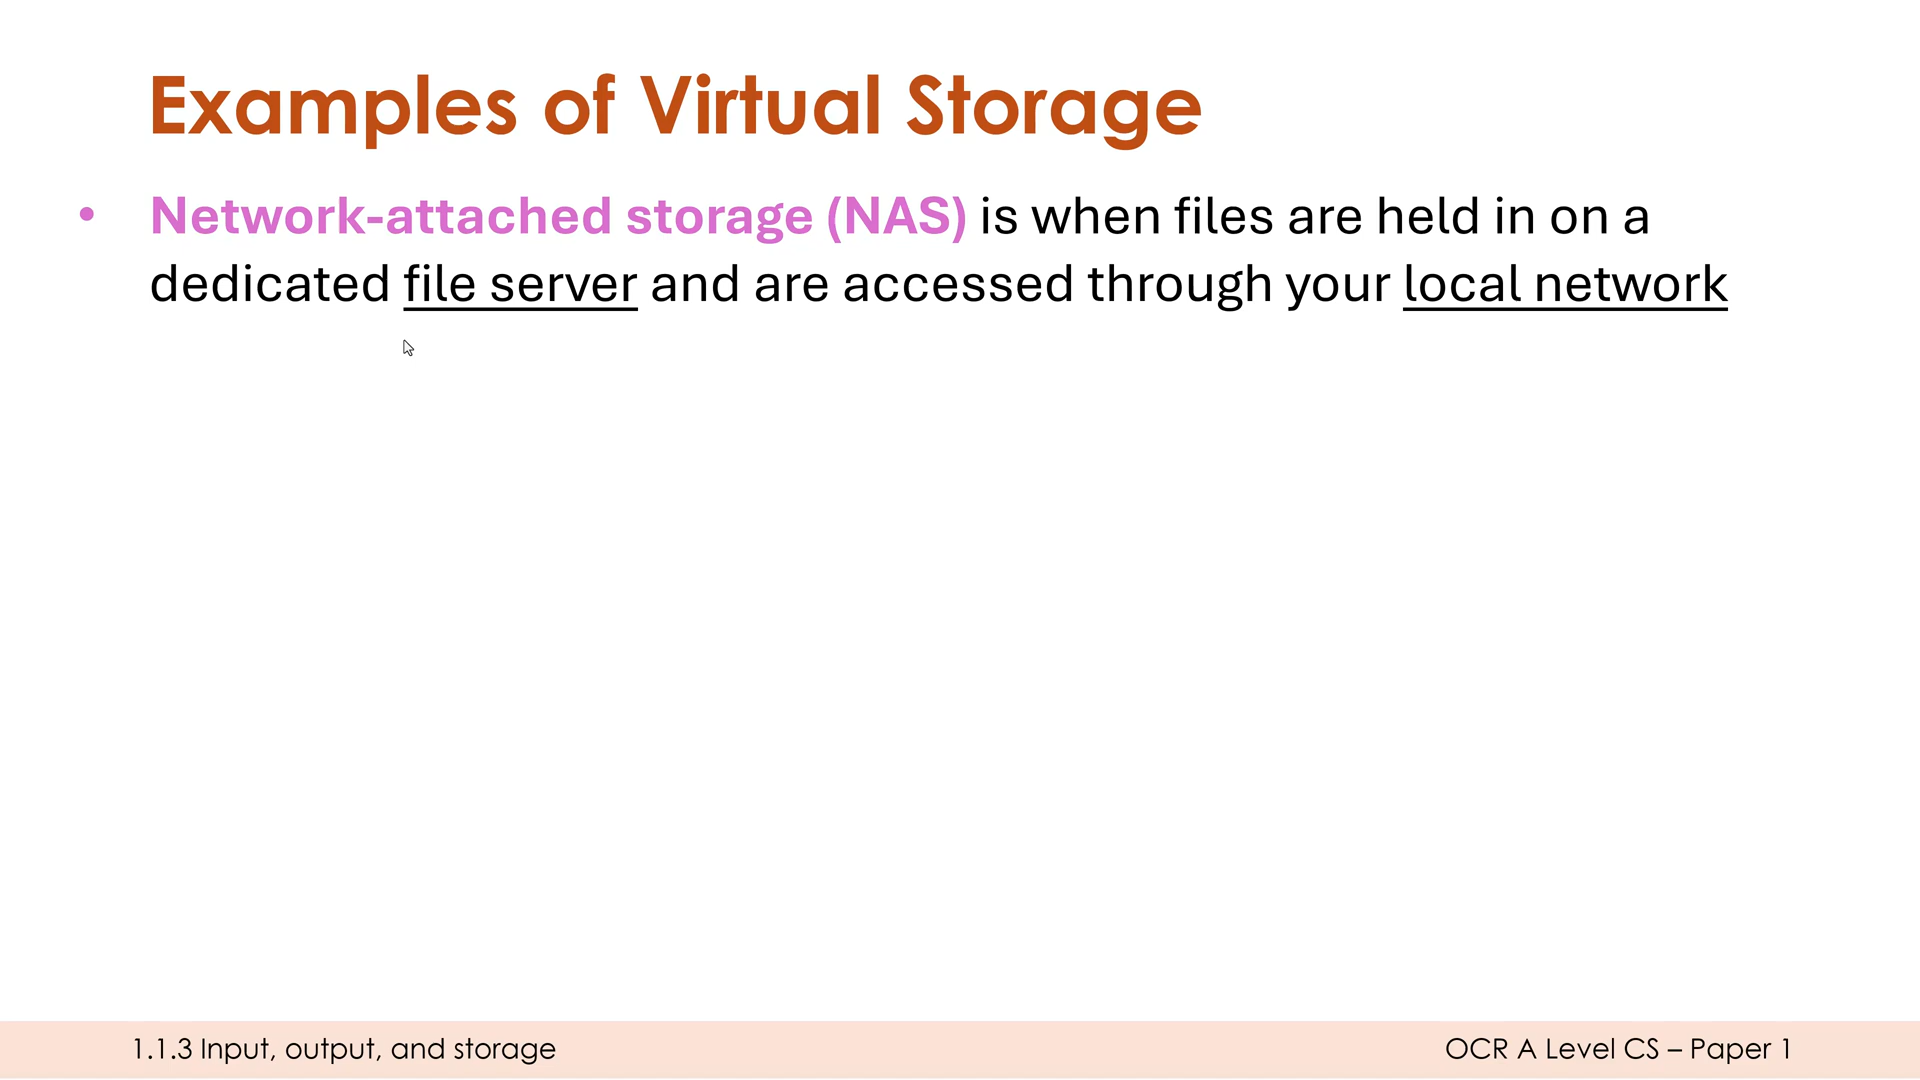 Examples of Virtual Storage
• Network-attached storage (NAS) is when files are held in on a
dedicated file server and are accessed through your local network
1.1.3 Input, output, and storage
OCR A Level CS – Paper 1